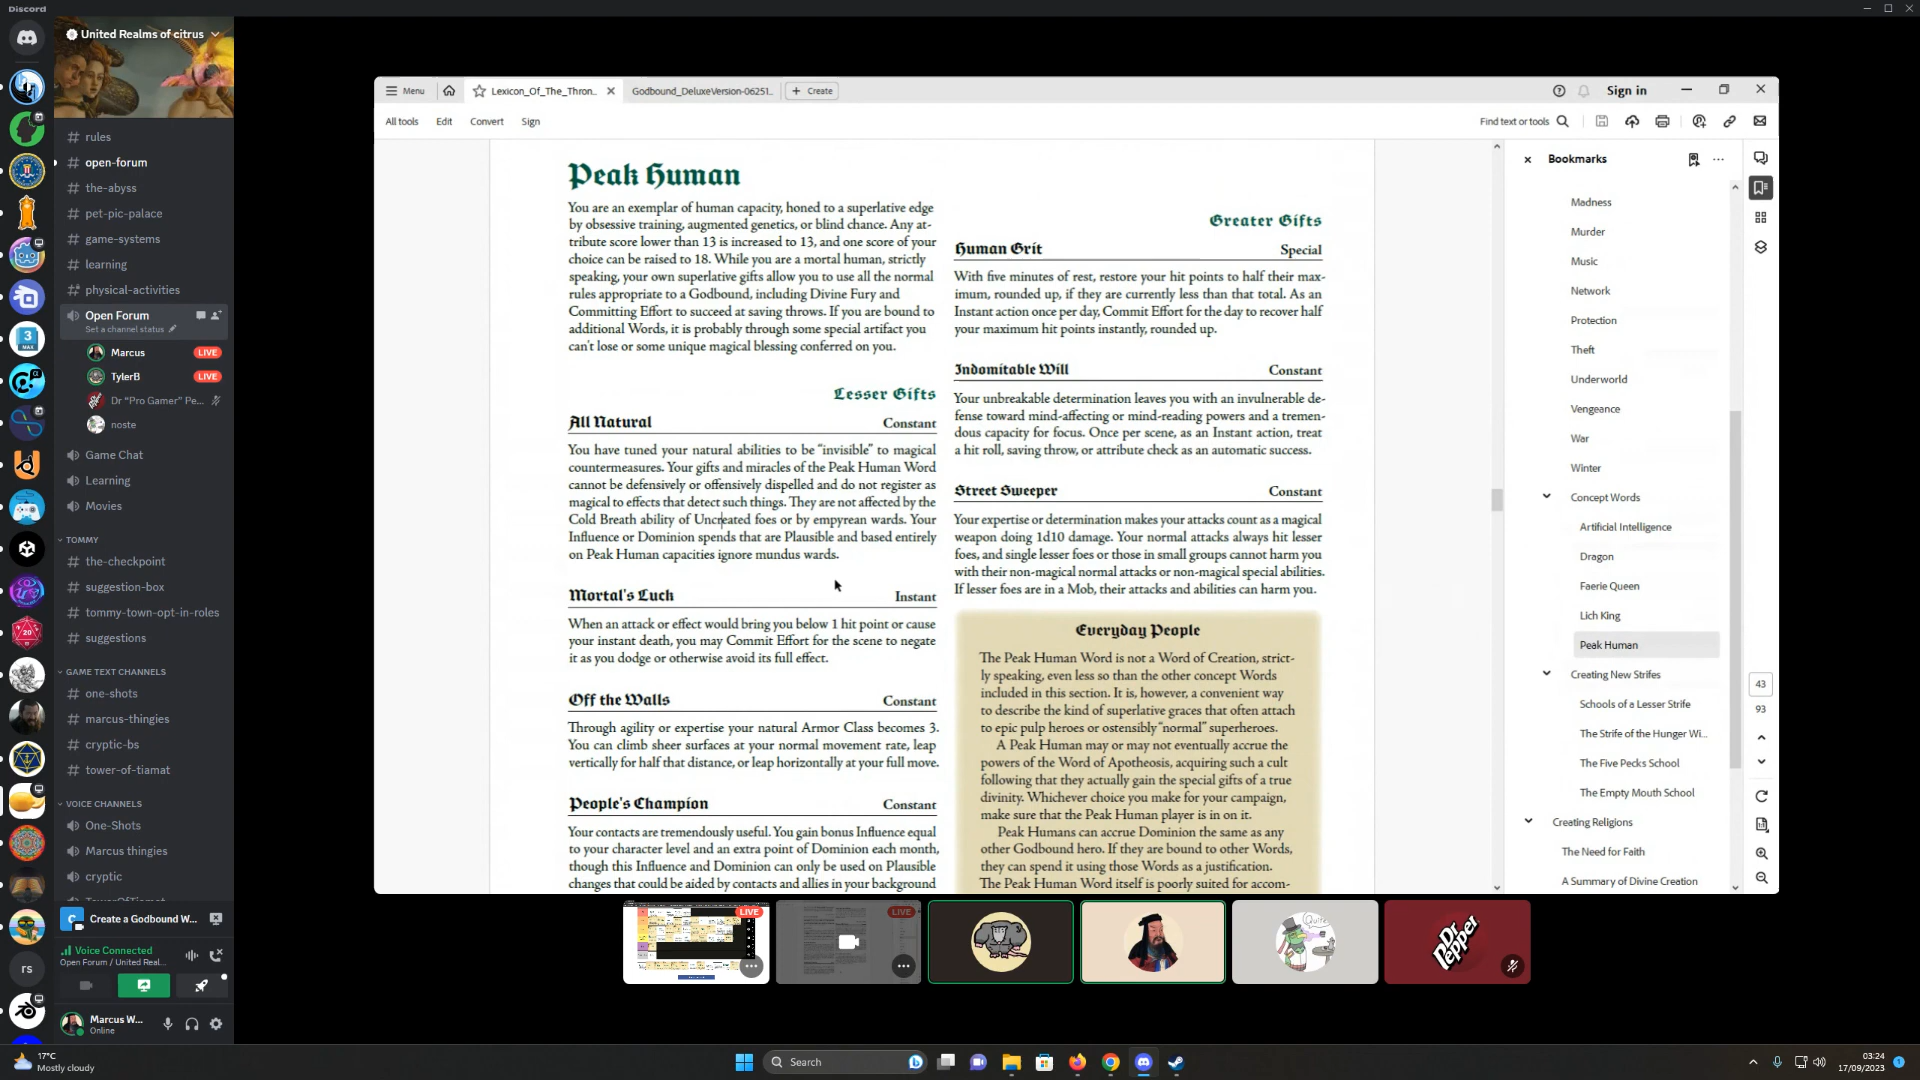 Discord
United Realms of citrus
rules
open-forum
the-abyss
pet-pic-palace
game-systems
learning
physical-activities
Open Forum
Set a channel status
Marcus LIVE
TylerB LIVE
Dr "Pro Gamer" Pe...
noste
Game Chat
Learning
Movies
TOMMY
the-checkpoint
suggestion-box
tommy-town-opt-in-roles
suggestions
GAME TEXT CHANNELS
one-shots
marcus-thingies
cryptic-bs
tower-of-tiamat
VOICE CHANNELS
One-Shots
Marcus thingies
cryptic
TowerOfTiamat
Create a Godbound W...
Voice Connected
Open Forum / United Real...
Marcus W...
Online
rs
Menu
Lexicon_Of_The_Thron...
Godbound_DeluxeVersion-06251...
+ Create
Sign in
All tools Edit Convert Sign
Find text or tools
Peak Human
You are an exemplar of human capacity, honed to a superlative edge
by obsessive training, augmented genetics, or blind chance. Any at-
tribute score lower than 13 is increased to 13, and one score of your
choice can be raised to 18. While you are a mortal human, strictly
speaking, your own superlative gifts allow you to use all the normal
rules appropriate to a Godbound, including Divine Fury and
Committing Effort to succeed at saving throws. If you are bound to
additional Words, it is probably through some special artifact you
can't lose or some unique magical blessing conferred on you.
Lesser Gifts
All Natural Constant
You have tuned your natural abilities to be "invisible" to magical
countermeasures. Your gifts and miracles of the Peak Human Word
cannot be defensively or offensively dispelled and do not register as
magical to effects that detect such things. They are not affected by the
Cold Breath ability of Uncreated foes or by empyrean wards. Your
Influence or Dominion spends that are Plausible and based entirely
on Peak Human capacities ignore mundus wards.
Mortal's Luck Instant
When an attack or effect would bring you below 1 hit point or cause
your instant death, you may Commit Effort for the scene to negate
it as you dodge or otherwise avoid its full effect.
Off the Walls Constant
Through agility or expertise your natural Armor Class becomes 3.
You can climb sheer surfaces at your normal movement rate, leap
vertically for half that distance, or leap horizontally at your full move.
People's Champion Constant
Your contacts are tremendously useful. You gain bonus Influence equal
to your character level and an extra point of Dominion each month,
though this Influence and Dominion can only be used on Plausible
changes that could be aided by contacts and allies in your background
Greater Gifts
Human Grit Special
With five minutes of rest, restore your hit points to half their max-
imum, rounded up, if they are currently less than that total. As an
Instant action once per day, Commit Effort for the day to recover half
your maximum hit points instantly, rounded up.
Indomitable Will Constant
Your unbreakable determination leaves you with an invulnerable de-
fense toward mind-affecting or mind-reading powers and a tremen-
dous capacity for focus. Once per scene, as an Instant action, treat
a hit roll, saving throw, or attribute check as an automatic success.
Street Sweeper Constant
Your expertise or determination makes your attacks count as a magical
weapon doing 1d10 damage. Your normal attacks always hit lesser
foes, and single lesser foes or those in small groups cannot harm you
with their non-magical normal attacks or non-magical special abilities.
If lesser foes are in a Mob, their attacks and abilities can harm you.
Everyday People
The Peak Human Word is not a Word of Creation, strict-
ly speaking, even less so than the other concept Words
included in this section. It is, however, a convenient way
to describe the kind of superlative graces that often attach
to epic pulp heroes or ostensibly "normal" superheroes.
A Peak Human may or may not eventually accrue the
powers of the Word of Apotheosis, acquiring such a cult
following that they actually gain the special gifts of a true
divinity. Whichever choice you make for your campaign,
make sure that the Peak Human player is in on it.
Peak Humans can accrue Dominion the same as any
other Godbound hero. If they are bound to other Words,
they can spend it using those Words as a justification.
The Peak Human Word itself is poorly suited for accom-
Bookmarks
Madness
Murder
Music
Network
Protection
Theft
Underworld
Vengeance
War
Winter
Concept Words
Artificial Intelligence
Dragon
Faerie Queen
Lich King
Peak Human
Creating New Strifes
Schools of a Lesser Strife
The Strife of the Hunger Wi...
The Five Pecks School
The Empty Mouth School
Creating Religions
The Need for Faith
A Summary of Divine Creation
43
93
LIVE
LIVE
Quite
Dr Pepper
17°C
Mostly cloudy
Search
03:24
17/09/2023